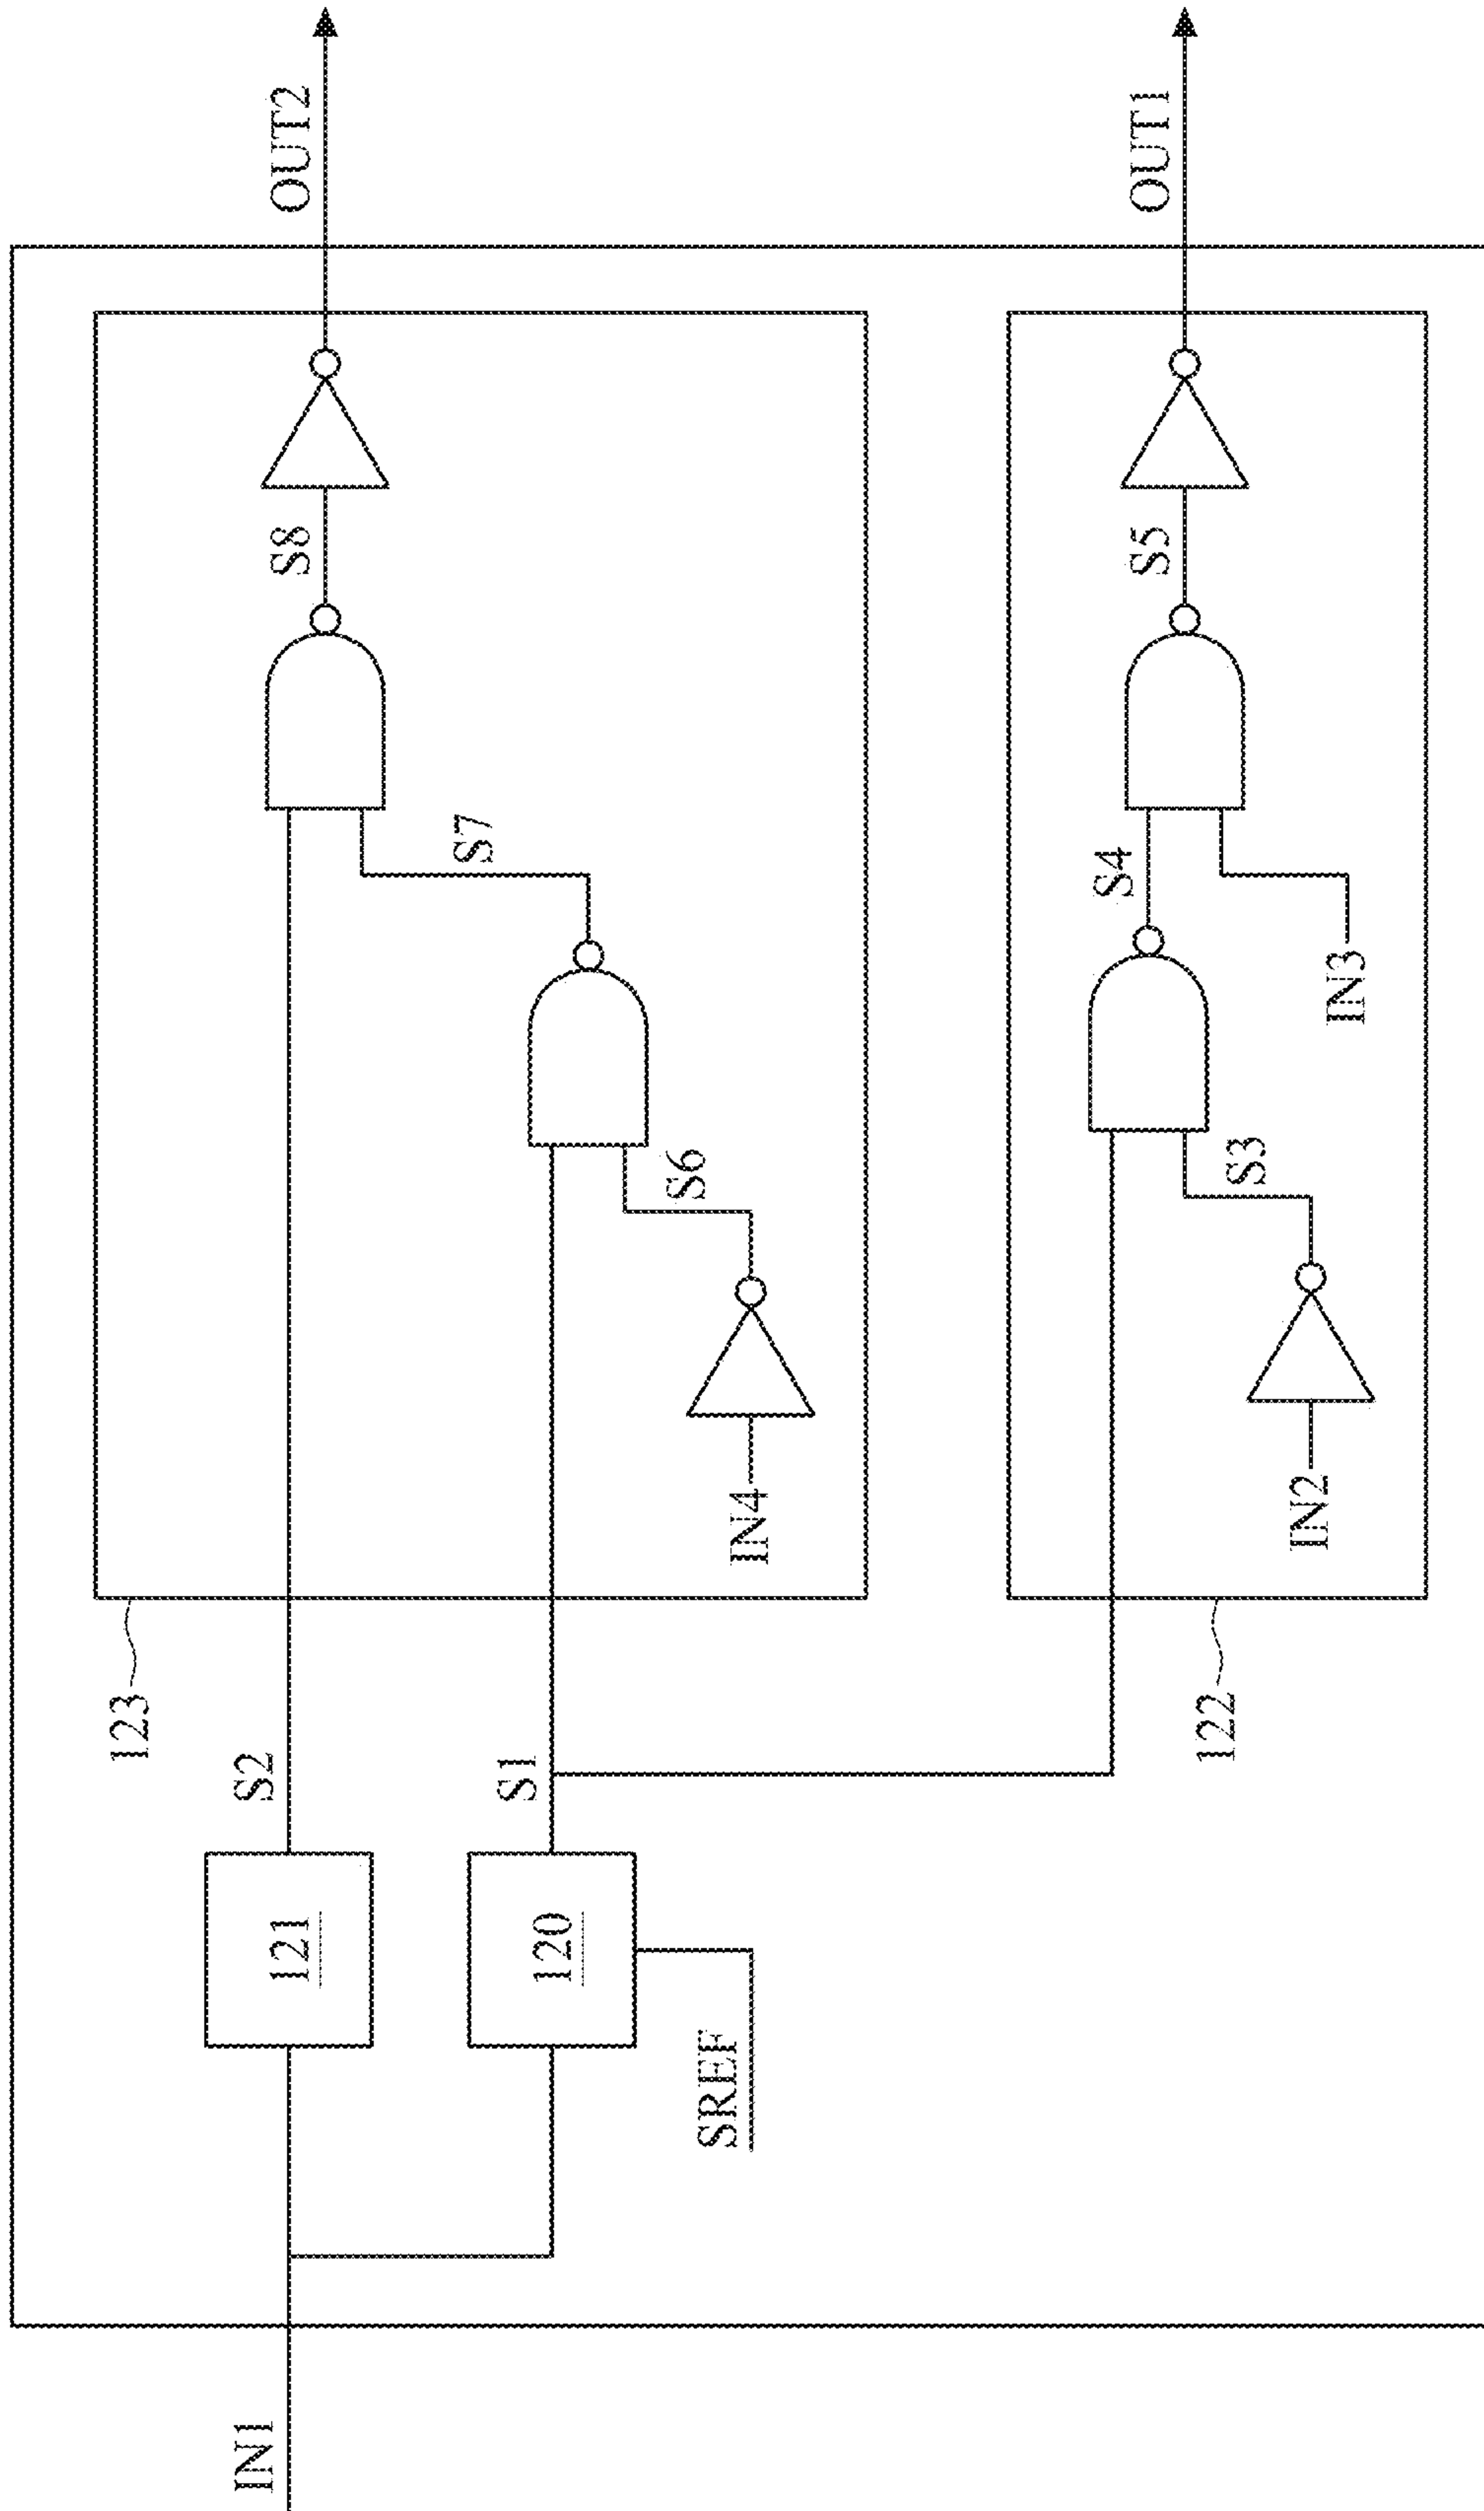 IN1
121
S2
123
S8
OUT2
S7
120
S1
S6
IN4
SREF
122
S4
S5
OUT1
S3
IN3
IN2